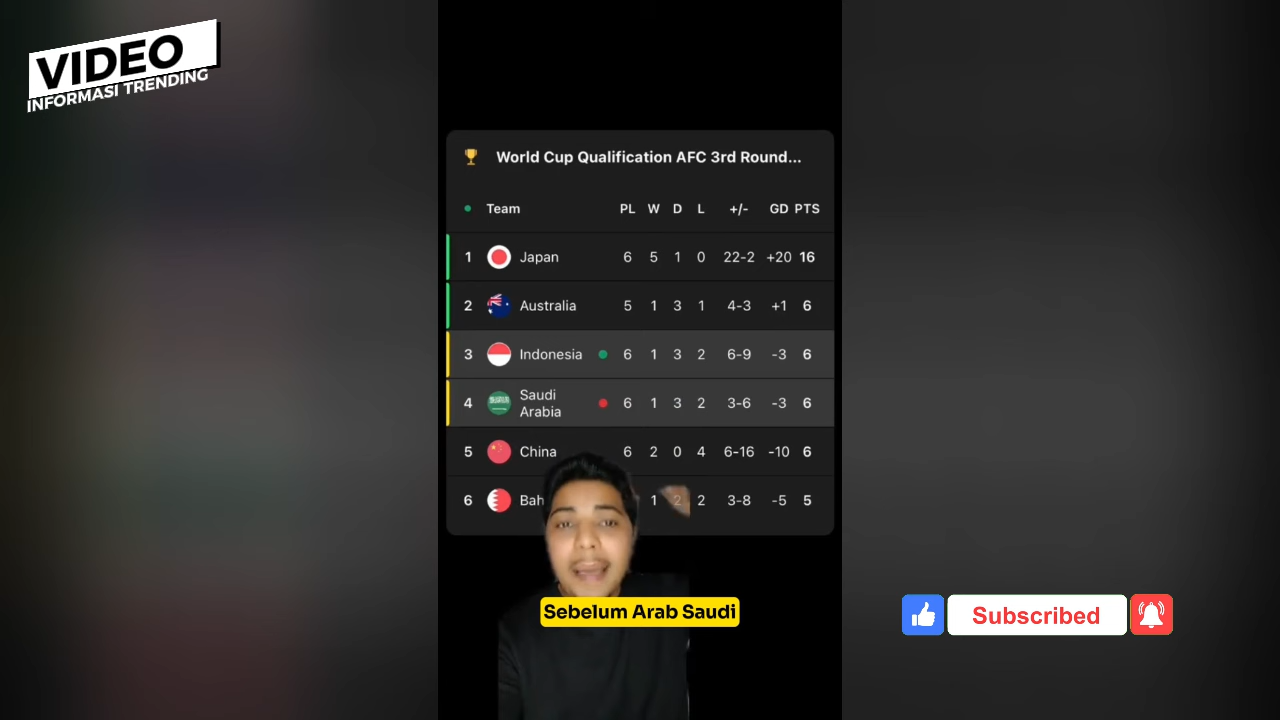 VIDEO
INFORMASI TRENDING
World Cup Qualification AFC 3rd Round...
Team PL W D L +/- GD PTS
1 Japan 6 5 1 0 22-2 +20 16
2 Australia 5 1 3 1 4-3 +1 6
3 Indonesia 6 1 3 2 6-9 -3 6
4 Saudi Arabia 6 1 3 2 3-6 -3 6
5 China 6 2 0 4 6-16 -10 6
6 Bah 1 2 2 3-8 -5 5
Sebelum Arab Saudi
Subscribed